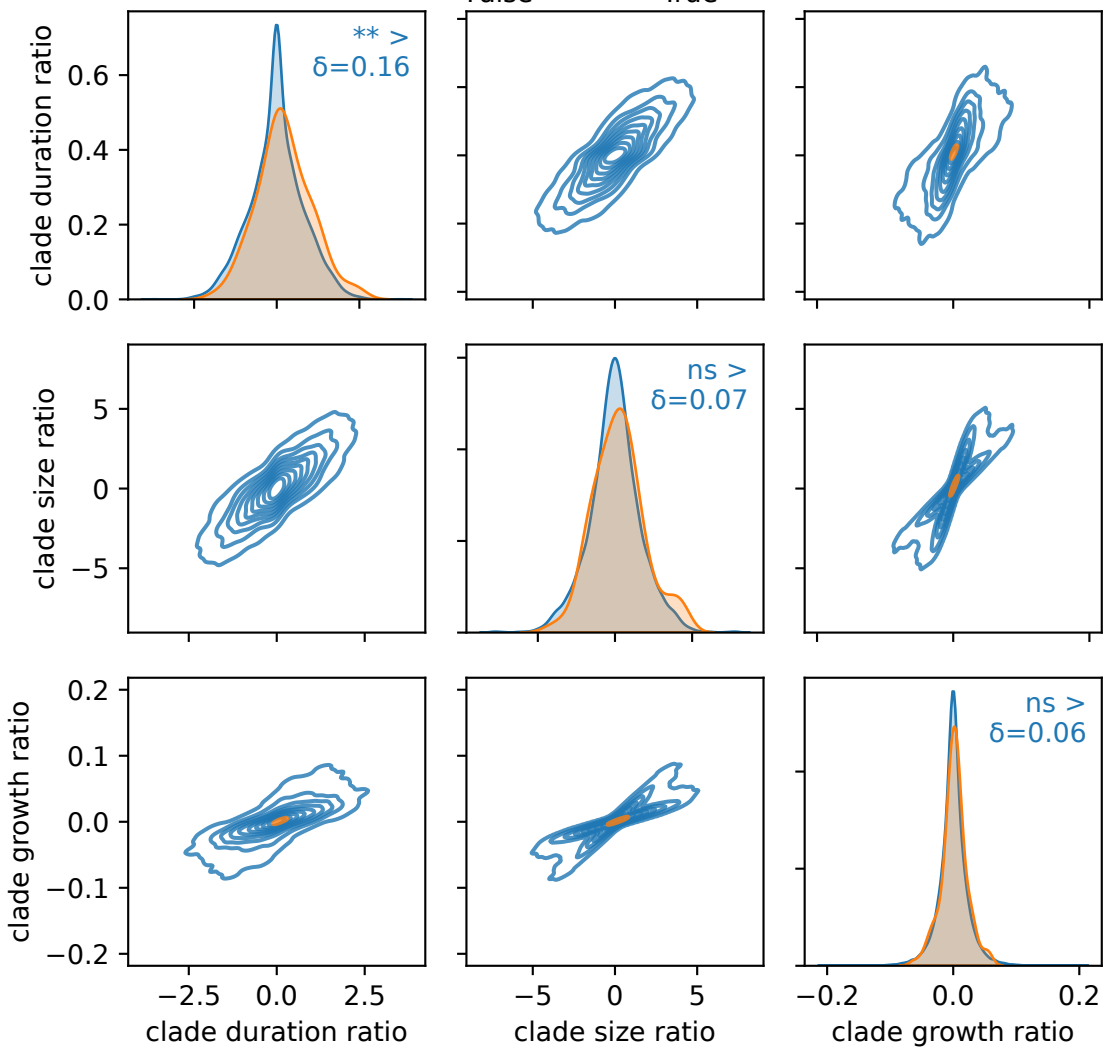 clade duration ratio
0.6
0.4
0.2
0.0
** >
δ=0.16
clade size ratio
5
0
−5
ns >
δ=0.07
clade growth ratio
0.2
0.1
0.0
−0.1
−0.2
ns >
δ=0.06
−2.5 0.0 2.5
−5 0 5
−0.2 0.0 0.2
clade duration ratio
clade size ratio
clade growth ratio